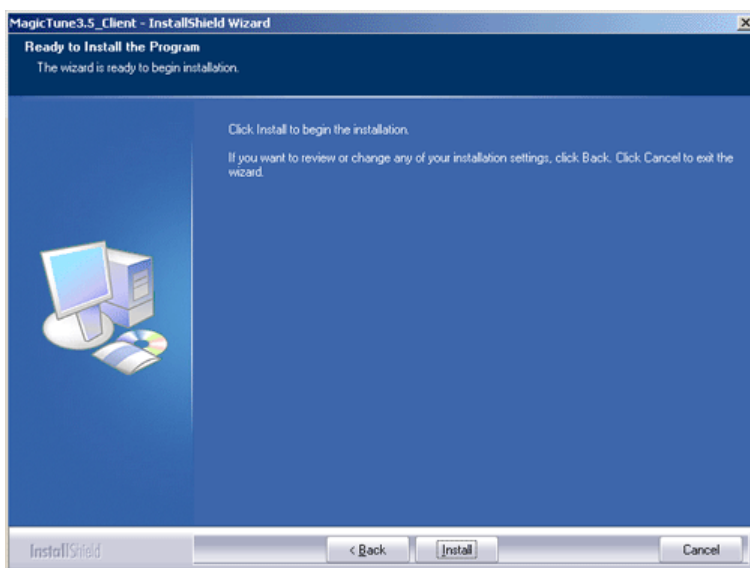 MagicTune3.5_Client - InstallShield Wizard
Ready to Install the Program
The wizard is ready to begin installation.
Click Install to begin the installation.
If you want to review or change any of your installation settings, click Back. Click Cancel to exit the
wizard.
InstallShield
< Back
Install
Cancel